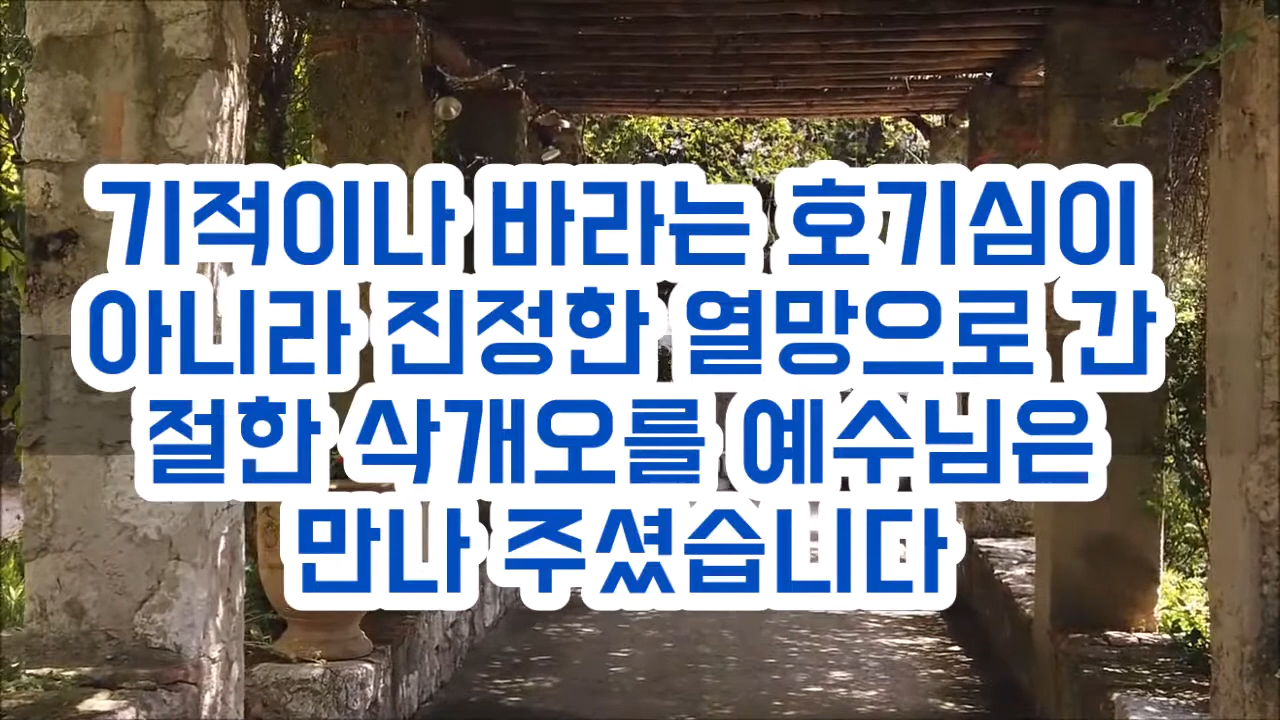 기적이나 바라는 호기심이
아니라 진정한 열망으로 간
절한 삭개오를 예수님은
만나 주셨습니다